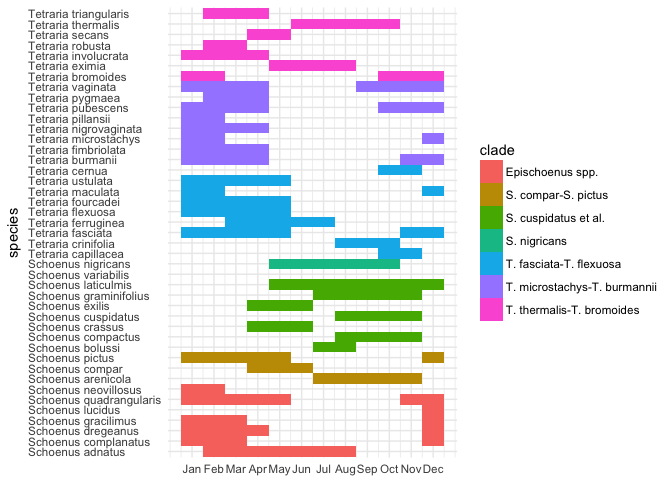 Tetraria triangularis
Tetraria thermalis
Tetraria secans
Tetraria robusta
Tetraria involucrata
Tetraria eximia
Tetraria bromoides
Tetraria vaginata
Tetraria pygmaea
Tetraria pubescens
Tetraria pillansii
Tetraria nigrovaginata
Tetraria microstachys
Tetraria fimbriolata
Tetraria burmanii
Tetraria cernua
Tetraria ustulata
Tetraria maculata
Tetraria fourcadei
Tetraria flexuosa
Tetraria ferruginea
Tetraria fasciata
Tetraria crinifolia
Tetraria capillacea
Schoenus nigricans
Schoenus variabilis
Schoenus laticulmis
Schoenus graminifolius
Schoenus exilis
Schoenus cuspidatus
Schoenus crassus
Schoenus compactus
Schoenus bolussi
Schoenus pictus
Schoenus compar
Schoenus arenicola
Schoenus neovillosus
Schoenus quadrangularis
Schoenus lucidus
Schoenus gracilimus
Schoenus dregeanus
Schoenus complanatus
Schoenus adnatus
species
Jan Feb Mar Apr May Jun Jul Aug Sep Oct Nov Dec
clade
Epischoenus spp.
S. compar-S. pictus
S. cuspidatus et al.
S. nigricans
T. fasciata-T. flexuosa
T. microstachys-T. burmannii
T. thermalis-T. bromoides